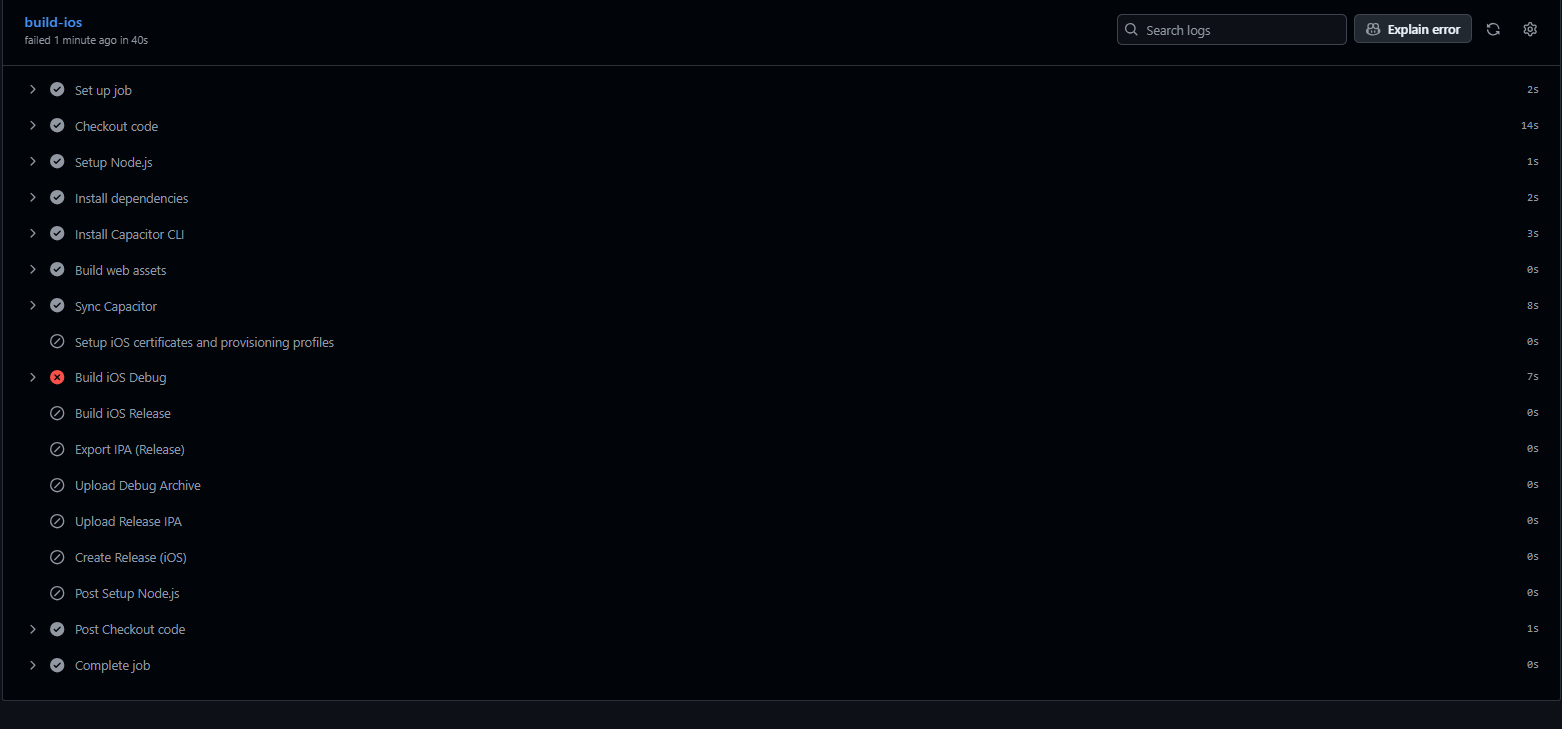 build-ios
failed 1 minute ago in 40s
Search logs
Explain error
Set up job 2s
Checkout code 14s
Setup Node.js 1s
Install dependencies 2s
Install Capacitor CLI 3s
Build web assets 0s
Sync Capacitor 8s
Setup iOS certificates and provisioning profiles 0s
Build iOS Debug 7s
Build iOS Release 0s
Export IPA (Release) 0s
Upload Debug Archive 0s
Upload Release IPA 0s
Create Release (iOS) 0s
Post Setup Node.js 0s
Post Checkout code 1s
Complete job 0s